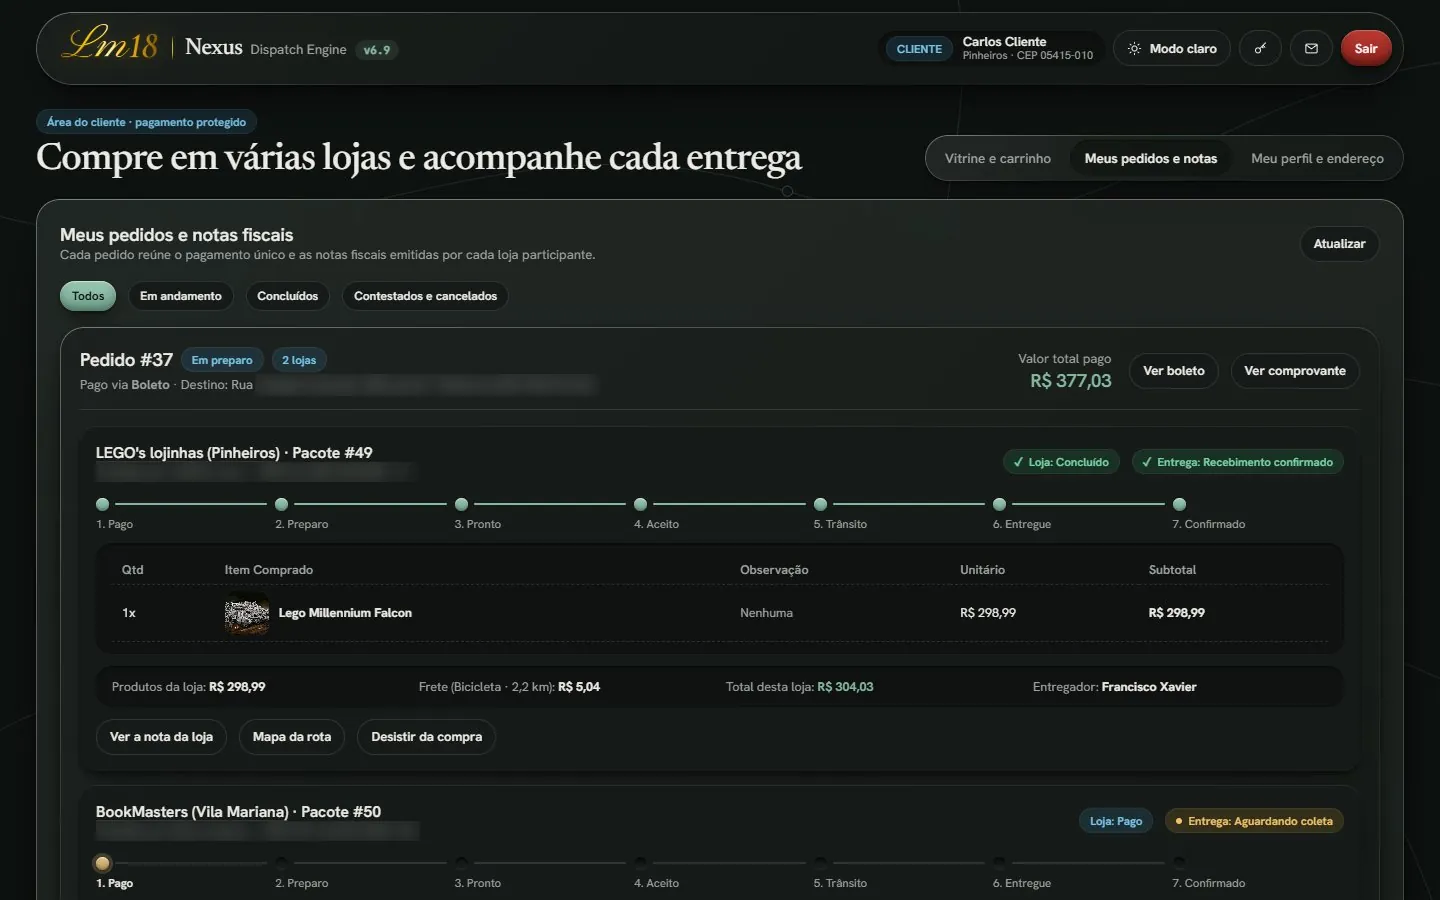 Lm18 Nexus Dispatch Engine v6.9
CLIENTE Carlos Cliente
Pinheiros · CEP 05415-010
Modo claro
Sair
Área do cliente · pagamento protegido
Compre em várias lojas e acompanhe cada entrega
Vitrine e carrinho Meus pedidos e notas Meu perfil e endereço
Meus pedidos e notas fiscais
Cada pedido reúne o pagamento único e as notas fiscais emitidas por cada loja participante.
Atualizar
Todos Em andamento Concluídos Contestados e cancelados
Pedido #37 Em preparo 2 lojas
Pago via Boleto · Destino: Rua
Valor total pago
R$ 377,03
Ver boleto Ver comprovante
LEGO's lojinhas (Pinheiros) · Pacote #49
✓ Loja: Concluído ✓ Entrega: Recebimento confirmado
1. Pago 2. Preparo 3. Pronto 4. Aceito 5. Trânsito 6. Entregue 7. Confirmado
Qtd Item Comprado Observação Unitário Subtotal
1x Lego Millennium Falcon Nenhuma R$ 298,99 R$ 298,99
Produtos da loja: R$ 298,99 Frete (Bicicleta · 2,2 km): R$ 5,04 Total desta loja: R$ 304,03 Entregador: Francisco Xavier
Ver a nota da loja Mapa da rota Desistir da compra
BookMasters (Vila Mariana) · Pacote #50
Loja: Pago ● Entrega: Aguardando coleta
1. Pago 2. Preparo 3. Pronto 4. Aceito 5. Trânsito 6. Entregue 7. Confirmado